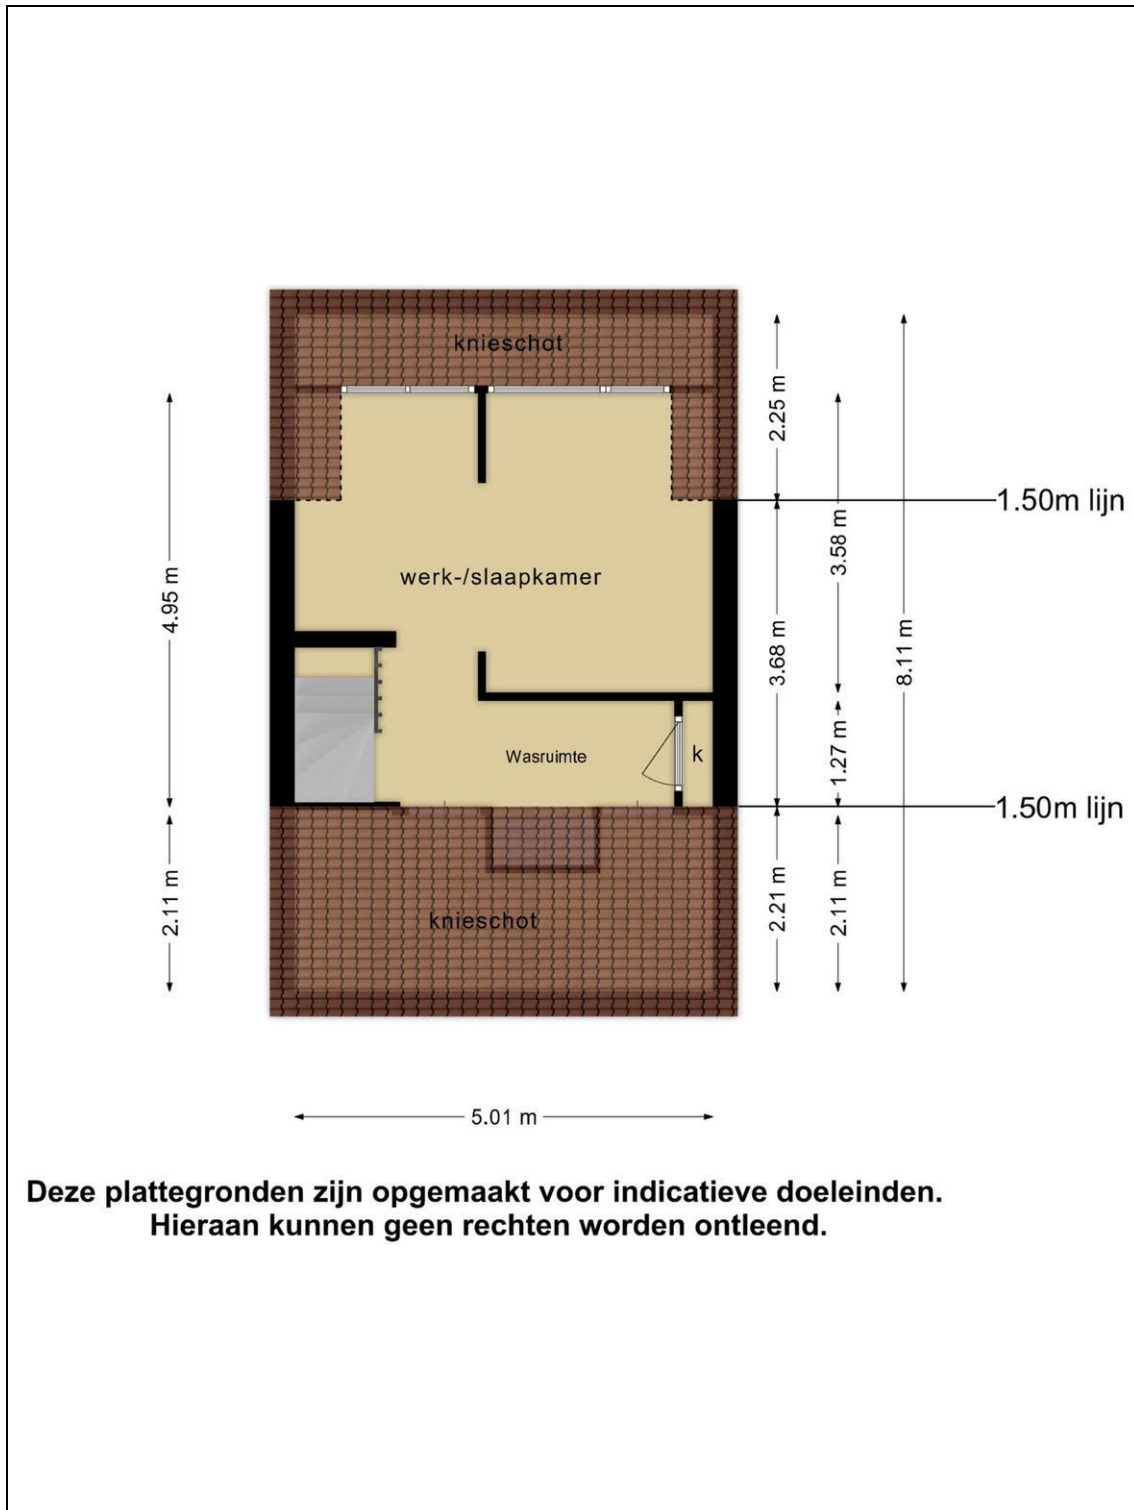 knieschot
2.25 m
1.50m lijn
3.58 m
werk-/slaapkamer
4.95 m
3.68 m
8.11 m
1.27 m
Wasruimte
k
1.50m lijn
2.11 m
2.21 m
2.11 m
knieschot
5.01 m
Deze plattegronden zijn opgemaakt voor indicatieve doeleinden.
Hieraan kunnen geen rechten worden ontleend.